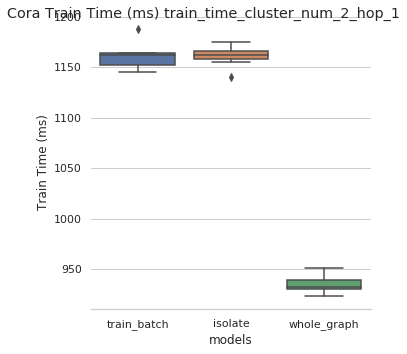 Cora Train Time (ms) train_time_cluster_num_2_hop_1
1200
1150
1100
1050
1000
950
Train Time (ms)
train_batch isolate whole_graph
models